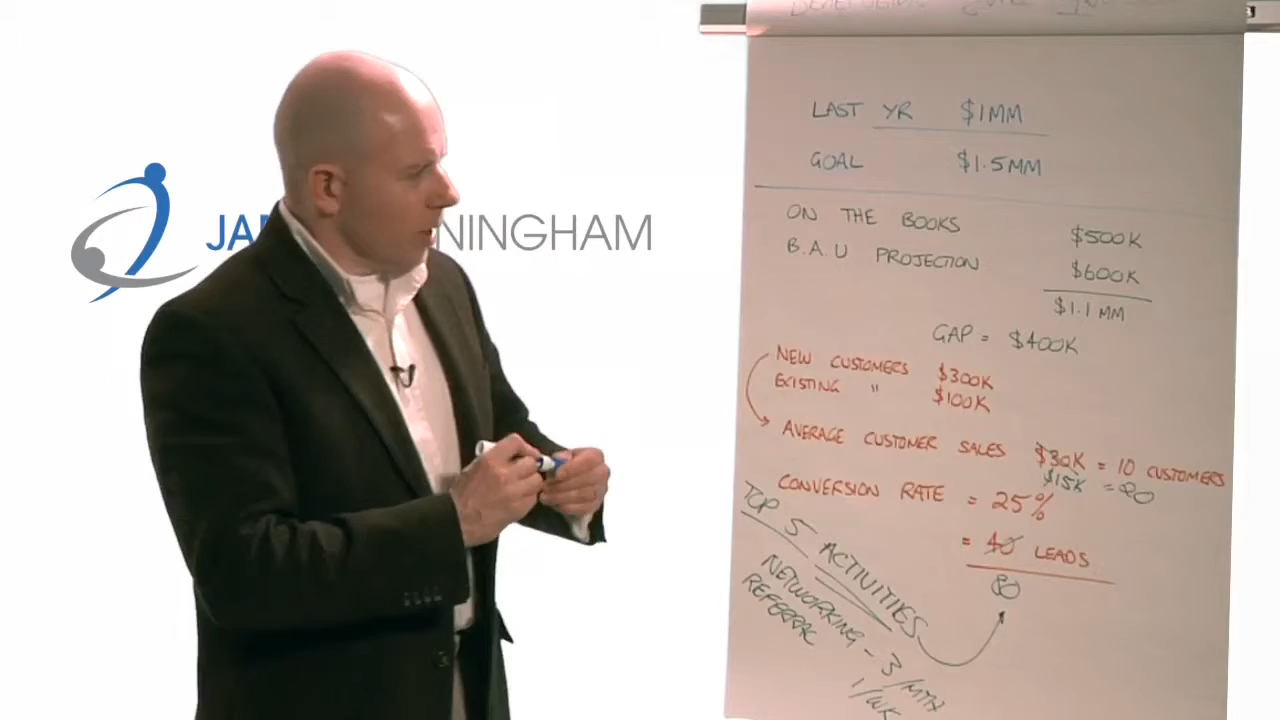 JA NINGHAM
LAST YR $1MM
GOAL $1.5MM
ON THE BOOKS $500K
B.A.U PROJECTION $600K
$1.1MM
GAP = $400K
NEW CUSTOMERS $300K
EXISTING " $100K
AVERAGE CUSTOMER SALES $30K = 10 CUSTOMERS
$15K = 20
CONVERSION RATE = 25%
= 40 LEADS
80
TOP 5 ACTIVITIES
NETWORKING - 3/MTH
REFERRAL 1/WK